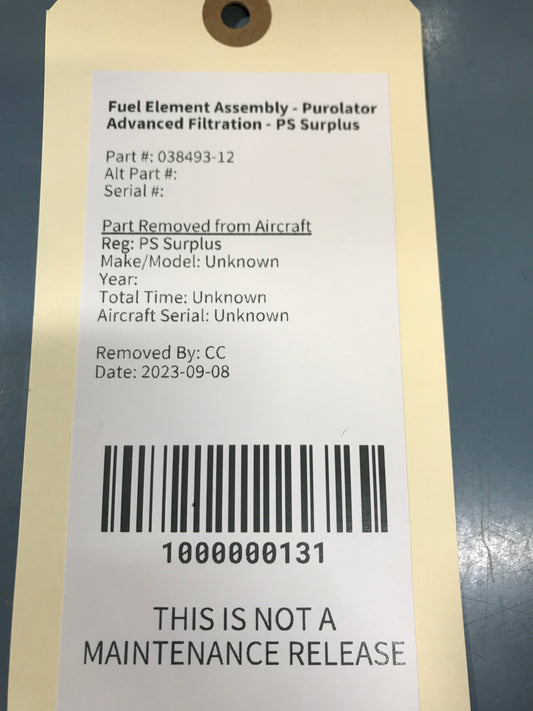 Fuel Element Assembly - Purolator
Advanced Filtration - PS Surplus
Part #: 038493-12
Alt Part #:
Serial #:
Part Removed from Aircraft
Reg: PS Surplus
Make/Model: Unknown
Year:
Total Time: Unknown
Aircraft Serial: Unknown
Removed By: CC
Date: 2023-09-08
1000000131
THIS IS NOT A
MAINTENANCE RELEASE